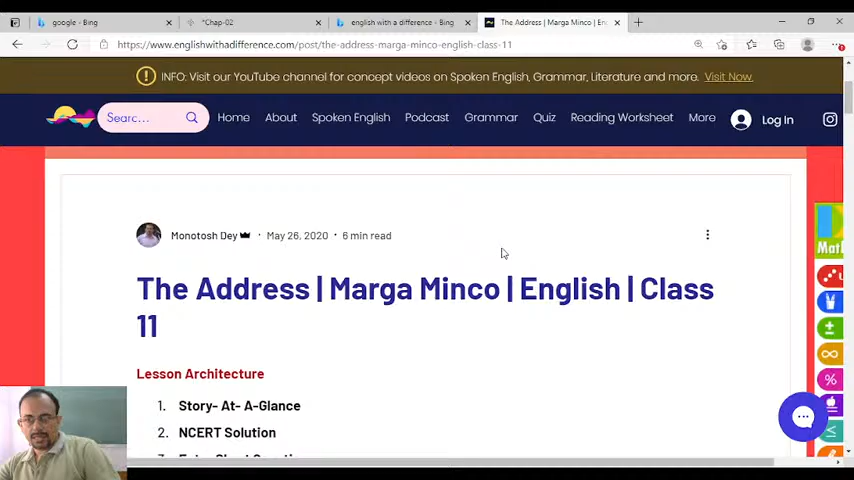 google - Bing
*Chap-02
english with a difference - Bing
The Address | Marga Minco | En
https://www.englishwithadifference.com/post/the-address-marga-minco-english-class-11
INFO: Visit our YouTube channel for concept videos on Spoken English, Grammar, Literature and more. Visit Now.
Searc...
Home
About
Spoken English
Podcast
Grammar
Quiz
Reading Worksheet
More
Log In
Monotosh Dey
May 26, 2020
6 min read
Math
The Address | Marga Minco | English | Class
11
Lesson Architecture
1. Story- At- A-Glance
2. NCERT Solution